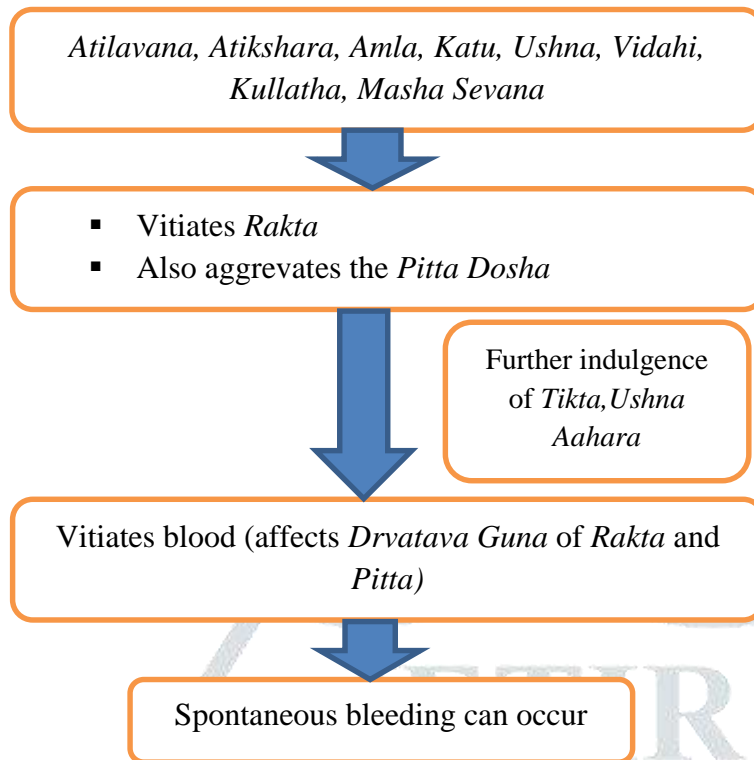 Atilavana, Atikshara, Amla, Katu, Ushna, Vidahi,
Kullatha, Masha Sevana
▪ Vitiates Rakta
▪ Also aggrevates the Pitta Dosha
Further indulgence
of Tikta,Ushna
Aahara
Vitiates blood (affects Drvatava Guna of Rakta and
Pitta)
Spontaneous bleeding can occur